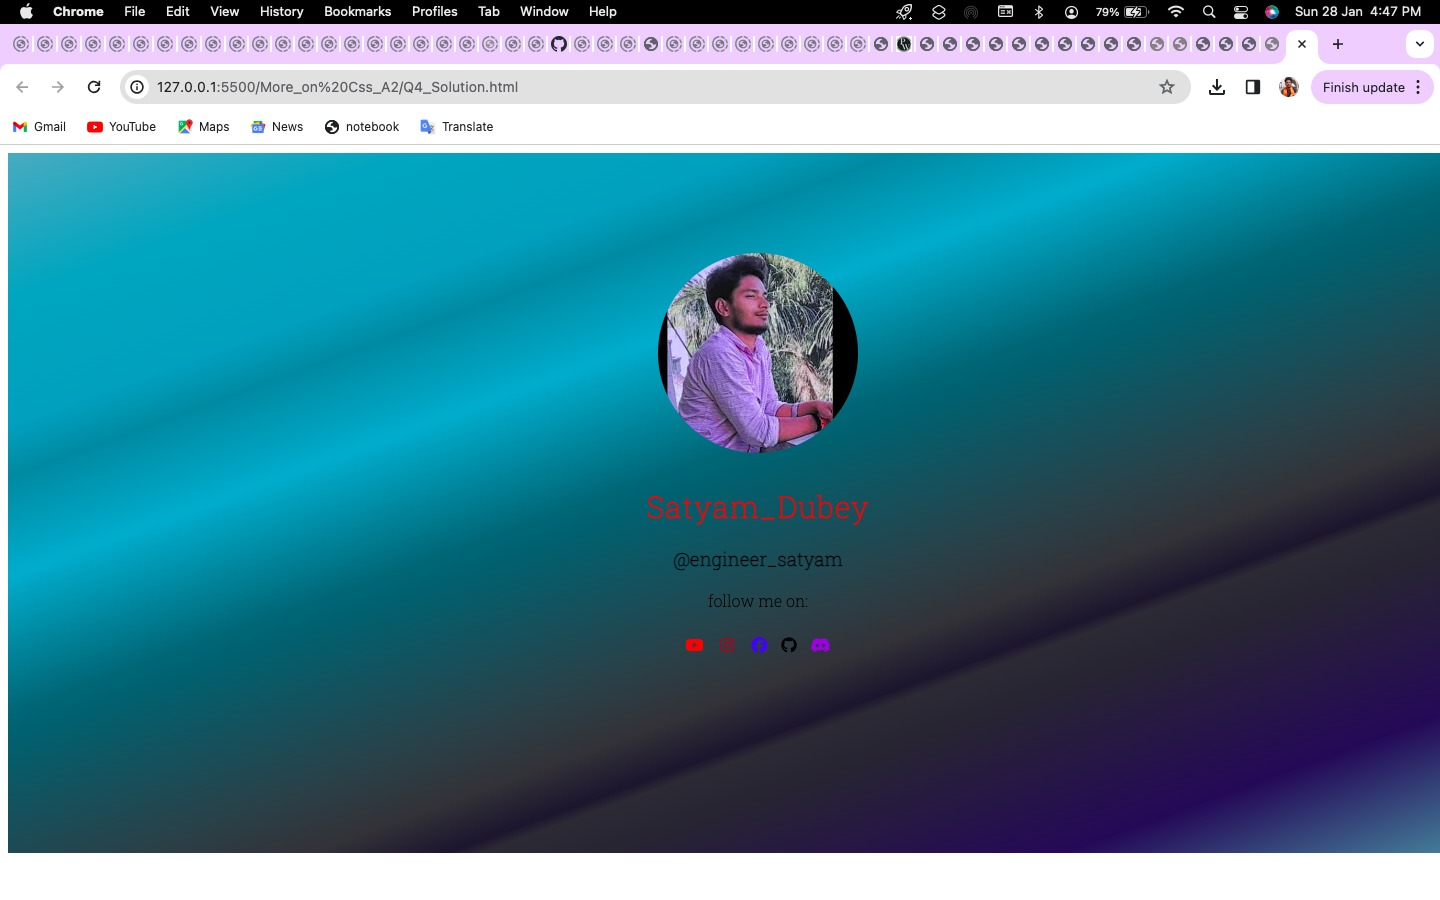 Chrome File Edit View History Bookmarks Profiles Tab Window Help 79% Sun 28 Jan 4:47 PM
127.0.0.1:5500/More_on%20Css_A2/Q4_Solution.html Finish update
Gmail YouTube Maps News notebook Translate
Satyam_Dubey
@engineer_satyam
follow me on: